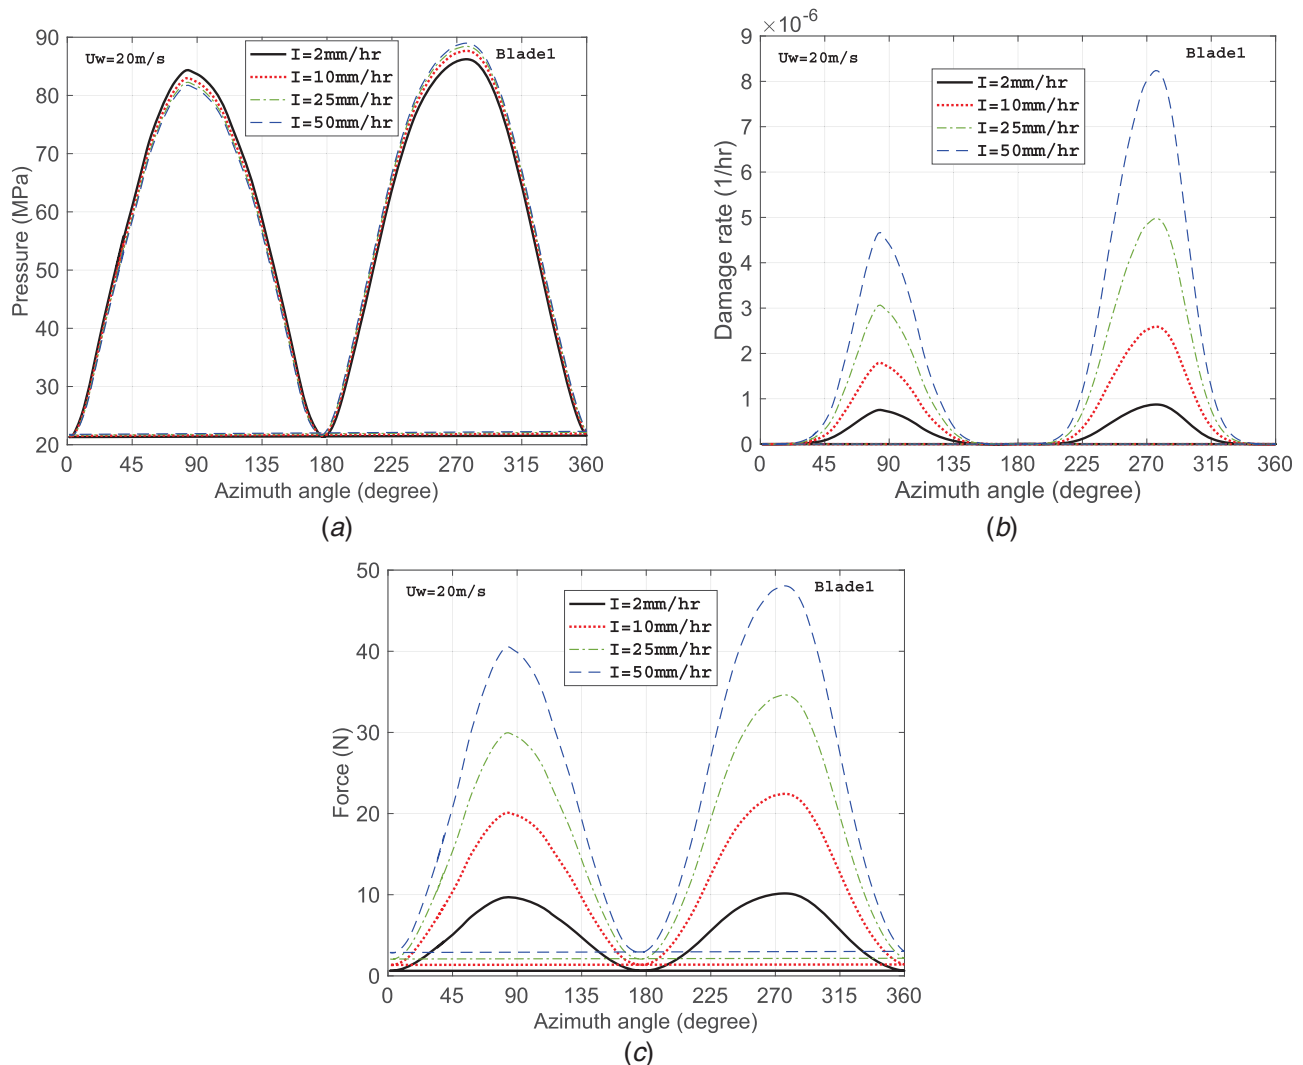 ×10⁻⁶
Uw=20m/s
Blade1
I=2mm/hr
I=10mm/hr
I=25mm/hr
I=50mm/hr
Pressure (MPa)
90
80
70
60
50
40
30
20
0 45 90 135 180 225 270 315 360
Azimuth angle (degree)
(a)
Uw=20m/s
Blade1
I=2mm/hr
I=10mm/hr
I=25mm/hr
I=50mm/hr
Damage rate (1/hr)
9
8
7
6
5
4
3
2
1
0
0 45 90 135 180 225 270 315 360
Azimuth angle (degree)
(b)
Uw=20m/s
Blade1
I=2mm/hr
I=10mm/hr
I=25mm/hr
I=50mm/hr
Force (N)
50
40
30
20
10
0
0 45 90 135 180 225 270 315 360
Azimuth angle (degree)
(c)